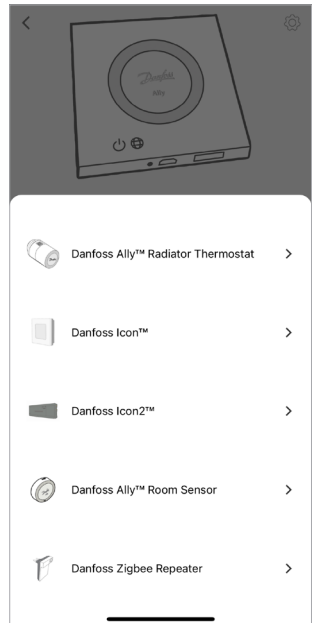 Danfoss
Ally
Danfoss Ally™ Radiator Thermostat
Danfoss Icon™
Danfoss Icon2™
Danfoss Ally™ Room Sensor
Danfoss Zigbee Repeater